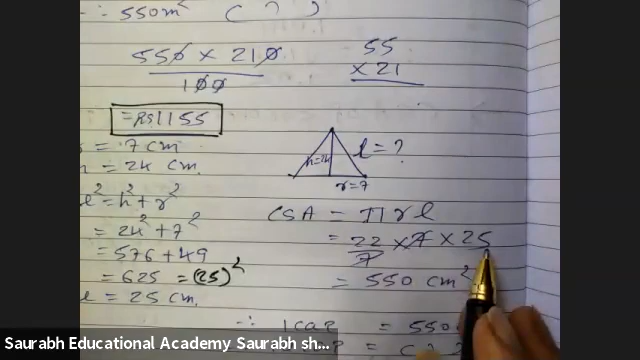 ∴ 550m² ( ? )
550 × 210
100
55
× 21
= Rs 1155
= 7 cm
= 24 cm.
l² = h² + r²
= 24² + 7²
= 576 + 49
= 625 = (25)²
= 25 cm.
h=24
l = ?
r=7
CSA = πrl
= 22/7 × 7 × 25
= 550 cm²
∴ 1 cap = 550
= ( ? )
Saurabh Educational Academy Saurabh sh...